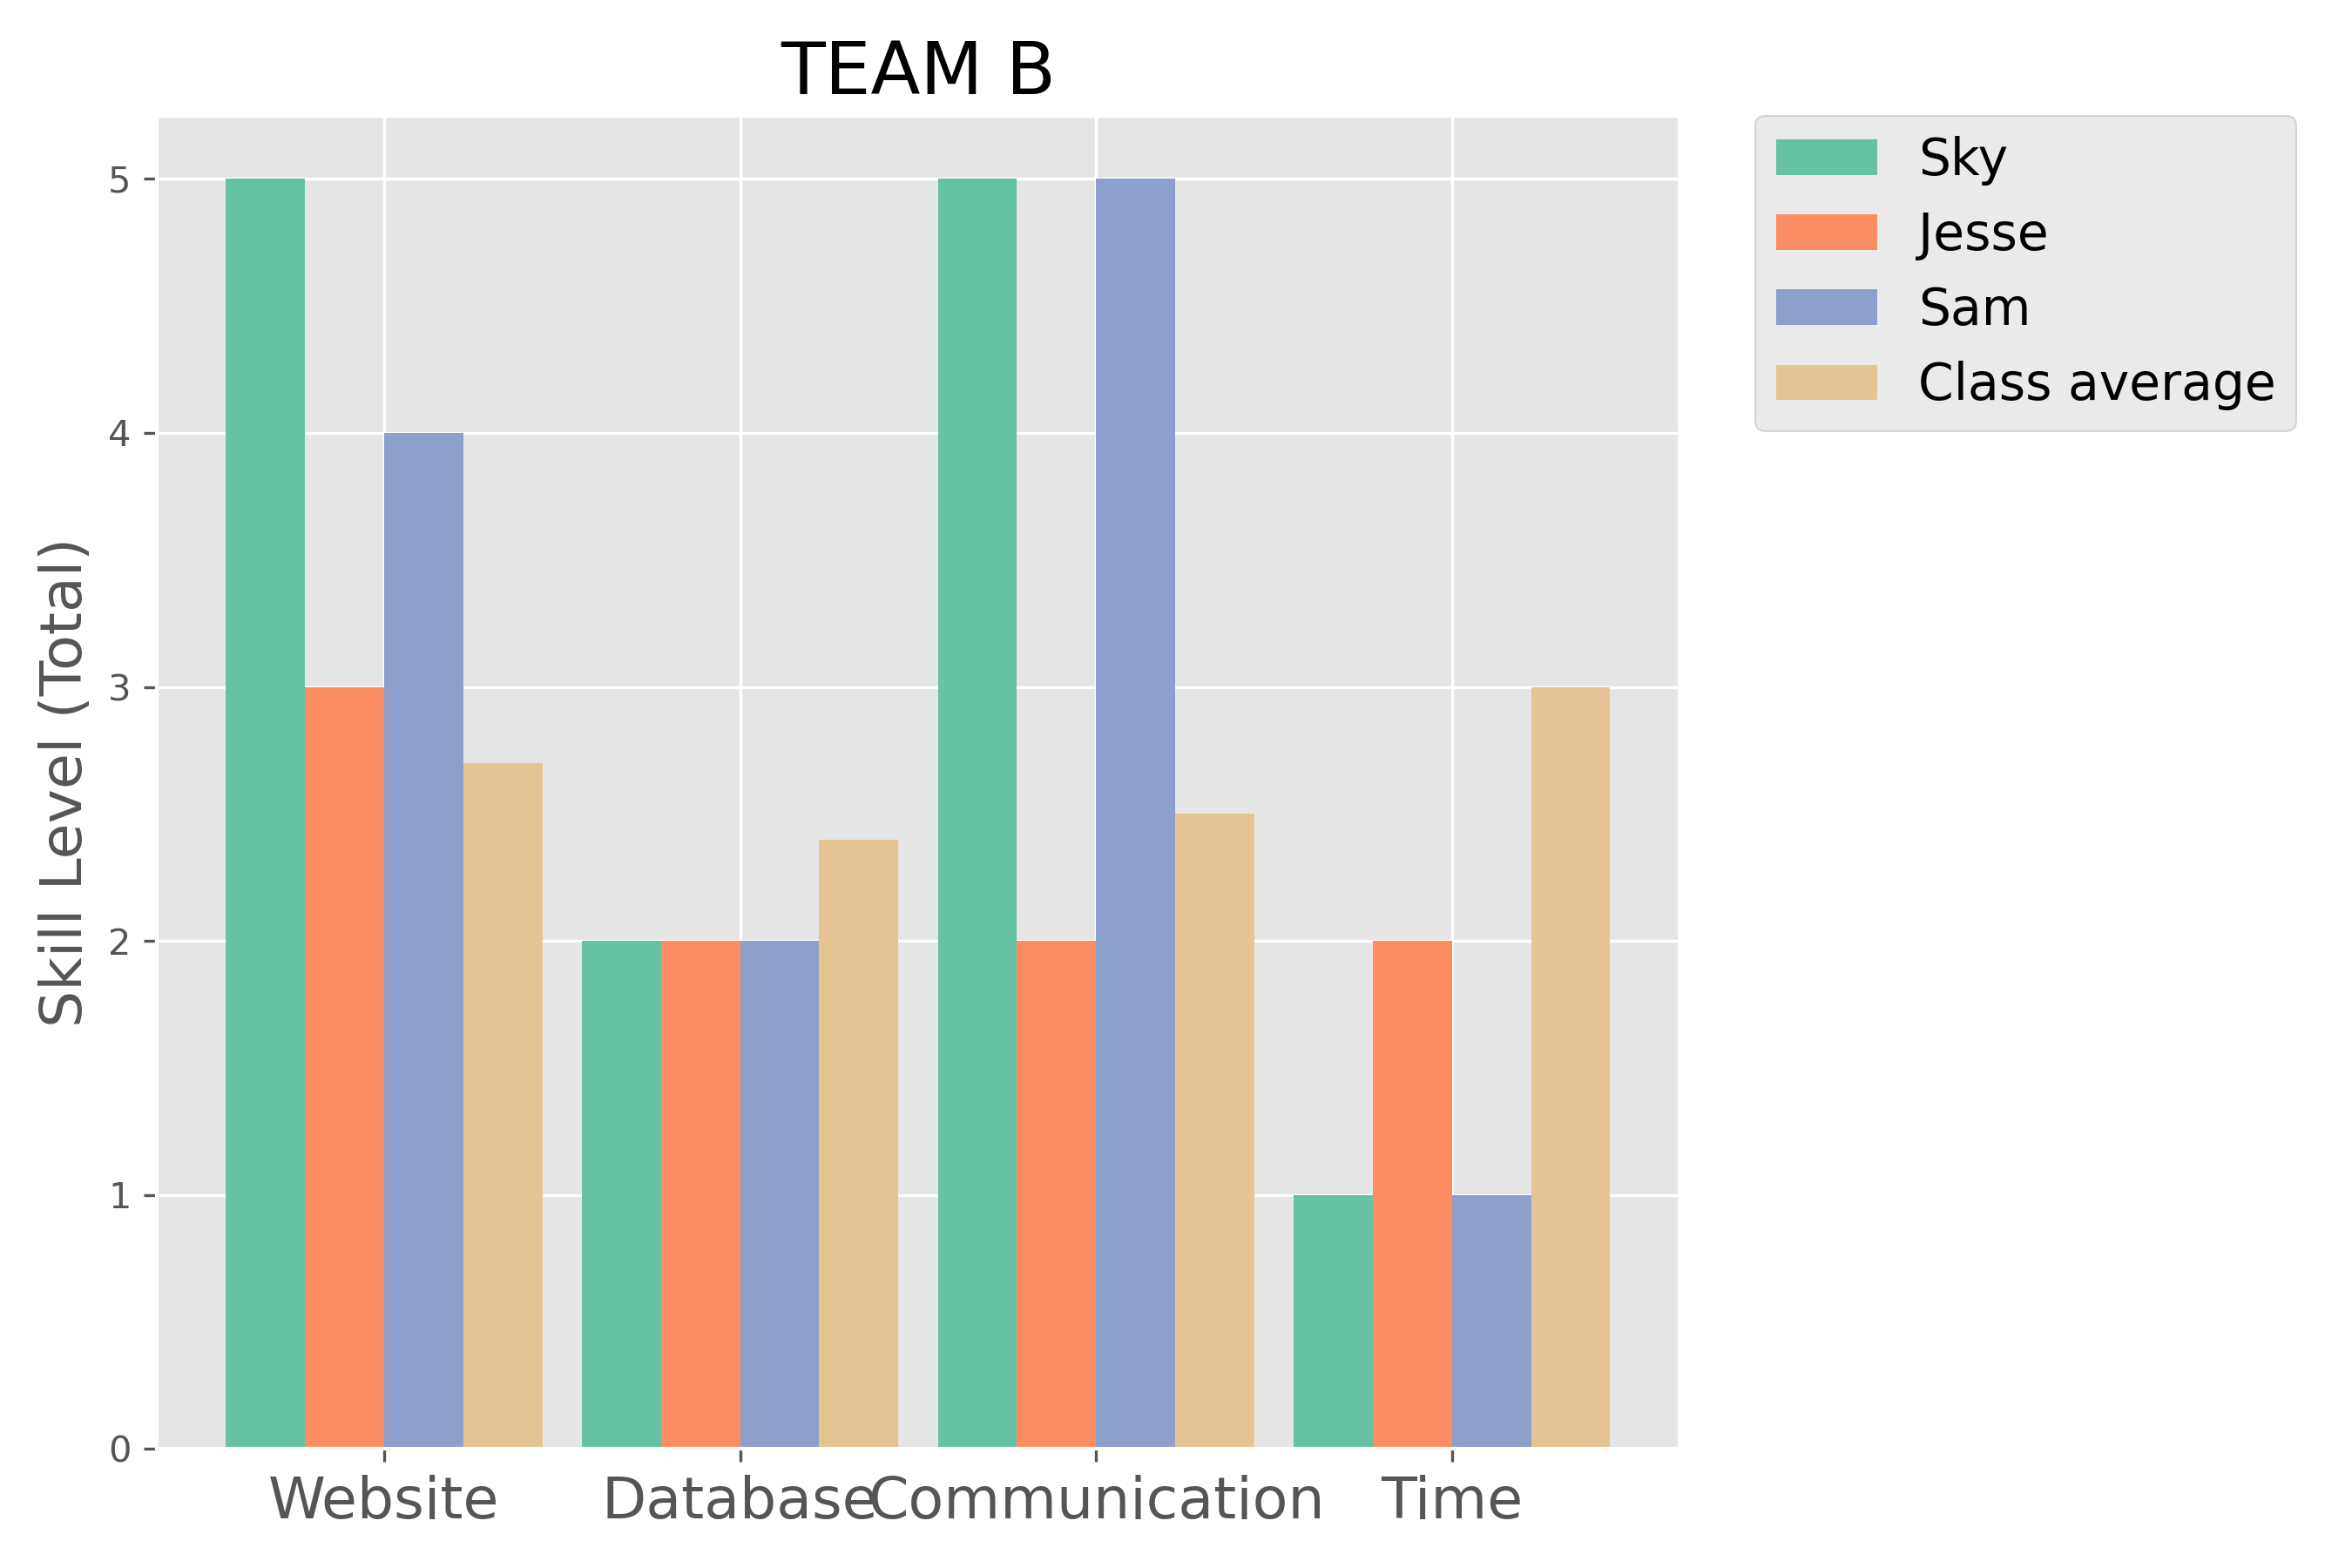 TEAM B
Sky
Jesse
Sam
Class average
Skill Level (Total)
5
4
3
2
1
0
Website Database Communication Time